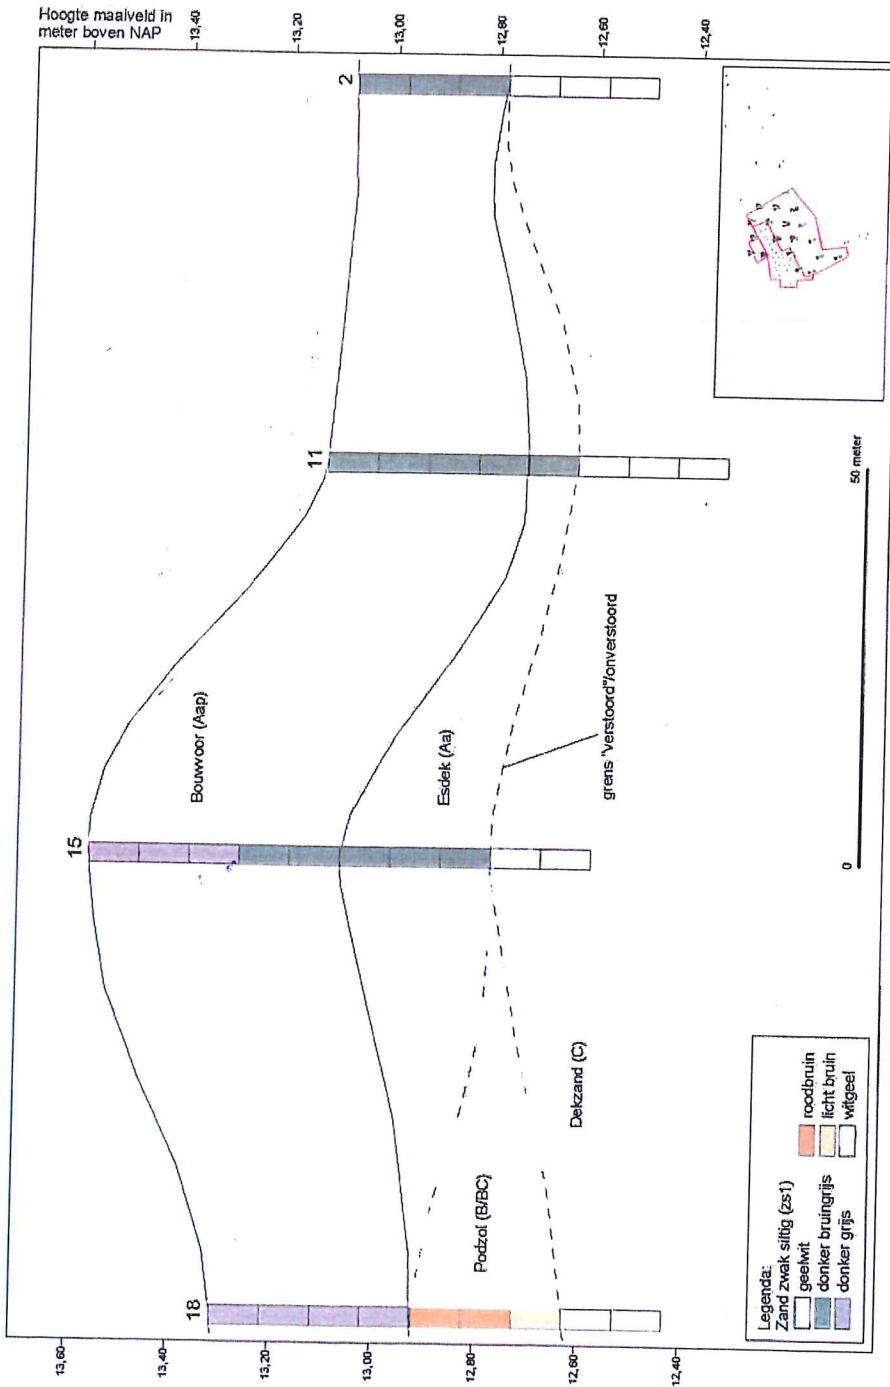 Hoogte maaiveld in
meter boven NAP
13,40
13,20
13,00
12,80
12,60
12,40
13,60
13,20
13,00
12,80
12,60
12,40
18
15
11
2
Bouwvoor (Aap)
Esdek (Aa)
grens "verstoord"/onverstoord
Podzol (B/BC)
Dekzand (C)
0
50 meter
Legenda:
Zand zwak siltig (zs1)
geelwit
donker bruingrijs
donker grijs
roodbruin
licht bruin
witgeel